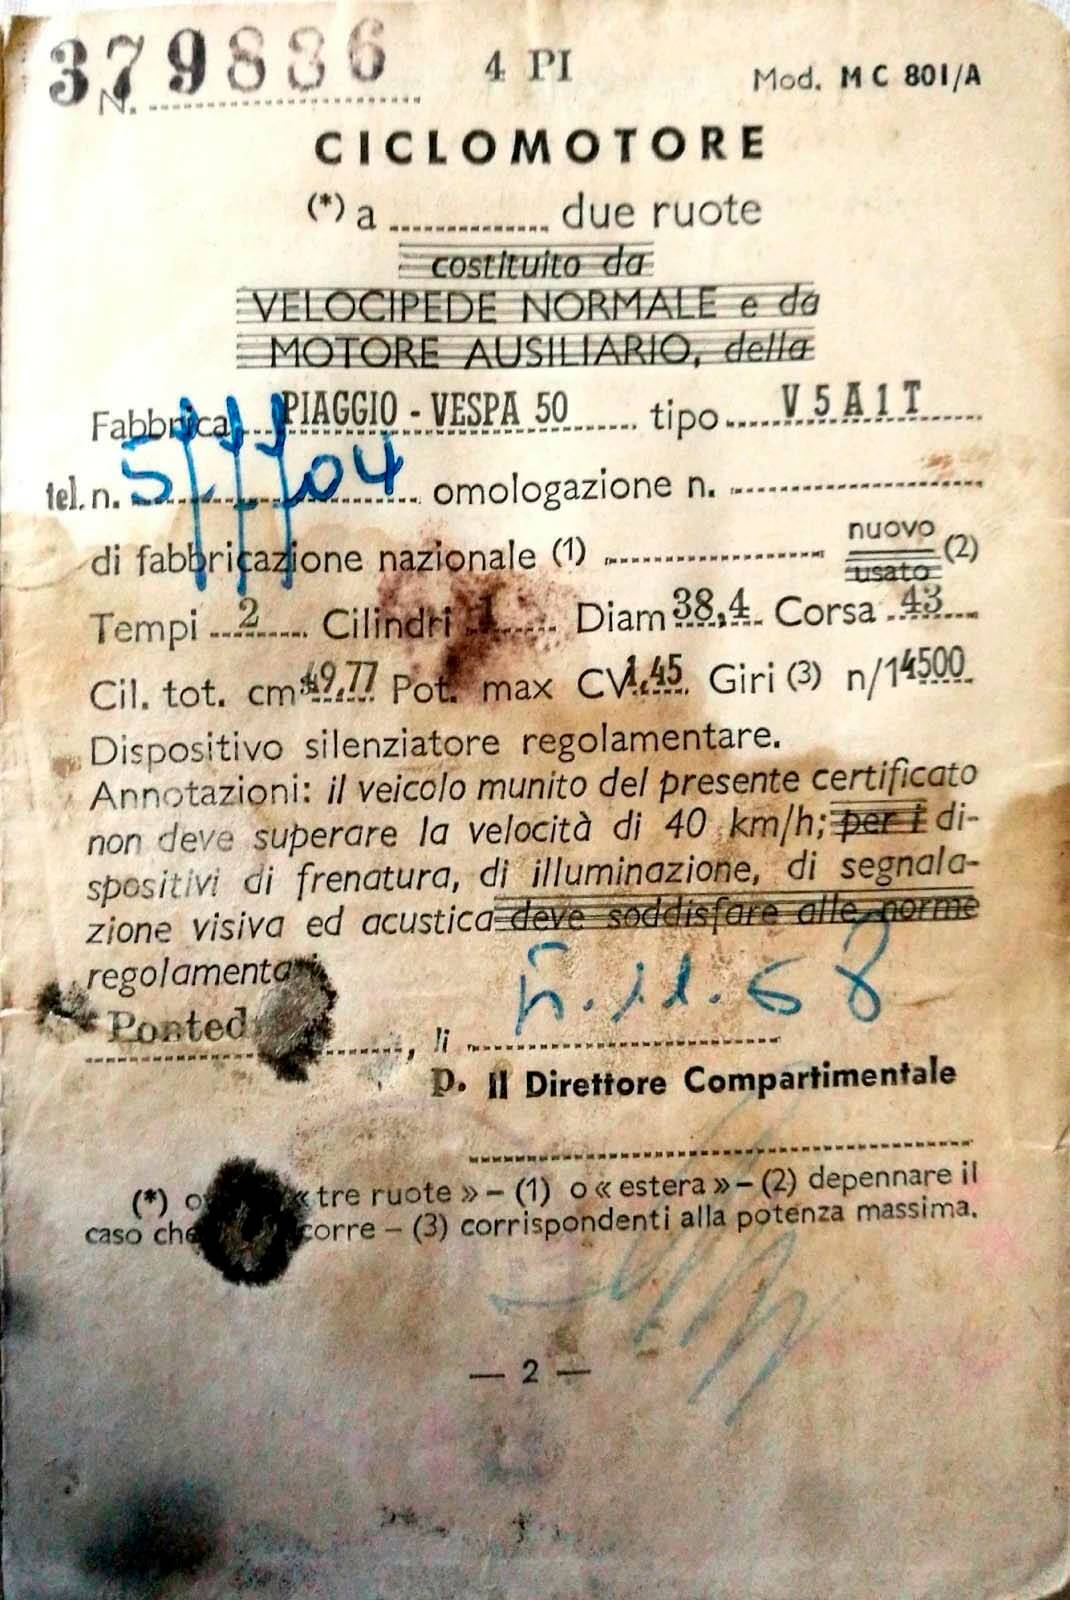 379836 4 PI Mod. MC 801/A
N.
CICLOMOTORE
(*) a due ruote
costituito da
VELOCIPEDE NORMALE e da
MOTORE AUSILIARIO, della
Fabbrica PIAGGIO - VESPA 50 tipo V5A1T
tel. n. omologazione n.
di fabbricazione nazionale (1) nuovo
usato (2)
Tempi 2 Cilindri 1 Diam 38,4 Corsa 43
Cil. tot. cm³ 49,77 Pot. max CV 1,45 Giri (3) n/1' 4500
Dispositivo silenziatore regolamentare.
Annotazioni: il veicolo munito del presente certificato
non deve superare la velocità di 40 km/h; per i di-
spositivi di frenatura, di illuminazione, di segnala-
zione visiva ed acustica deve soddisfare alle norme
regolamentari
Ponted , li .11.68
p. Il Direttore Compartimentale
(*) o « tre ruote » – (1) o « estera » – (2) depennare il
caso che corre – (3) corrispondenti alla potenza massima.
— 2 —